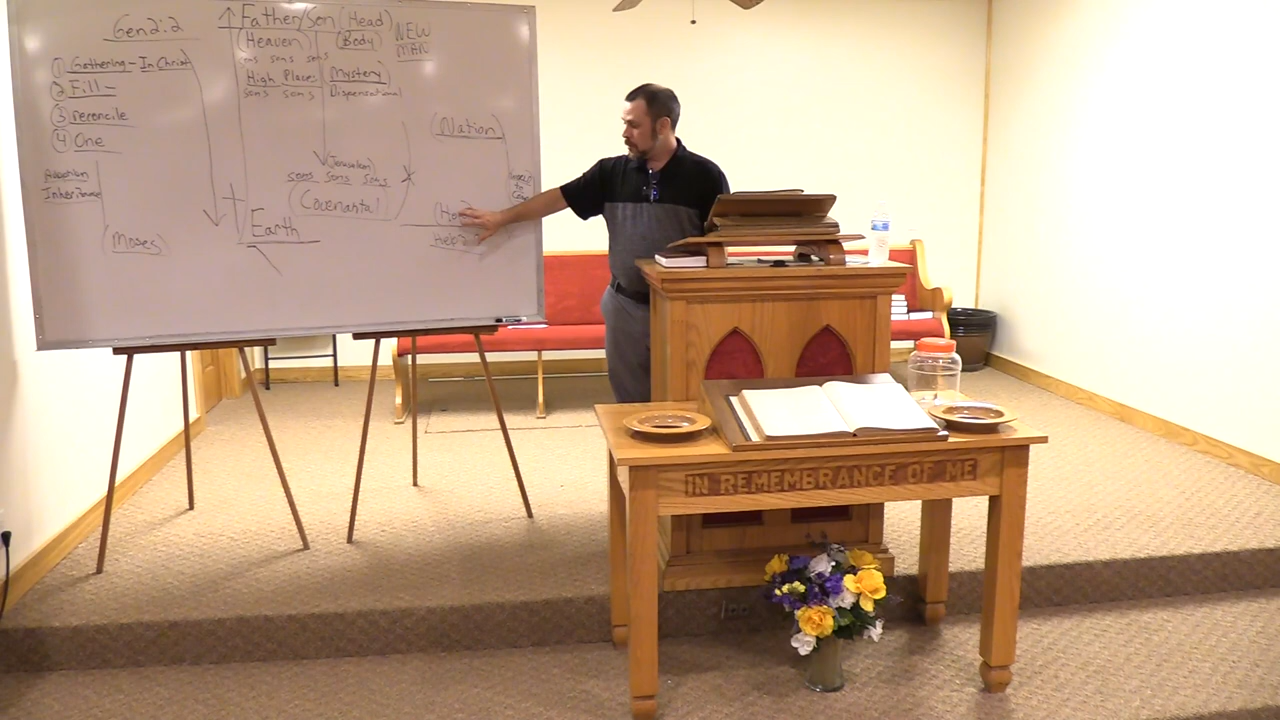 Gen 2:2
↑ Father/Son (Head)
(Heaven) (Body)
NEW
MAN
sons sons sons
① Gathering - In Christ
High Places Mystery
sons sons Dispensational
② Fill -
③ reconcile
④ One
(Nation)
(Jerusalem)
sons sons sons
Inheritance
(Covenantal)
Earth
(Moses)
IN REMEMBRANCE OF ME